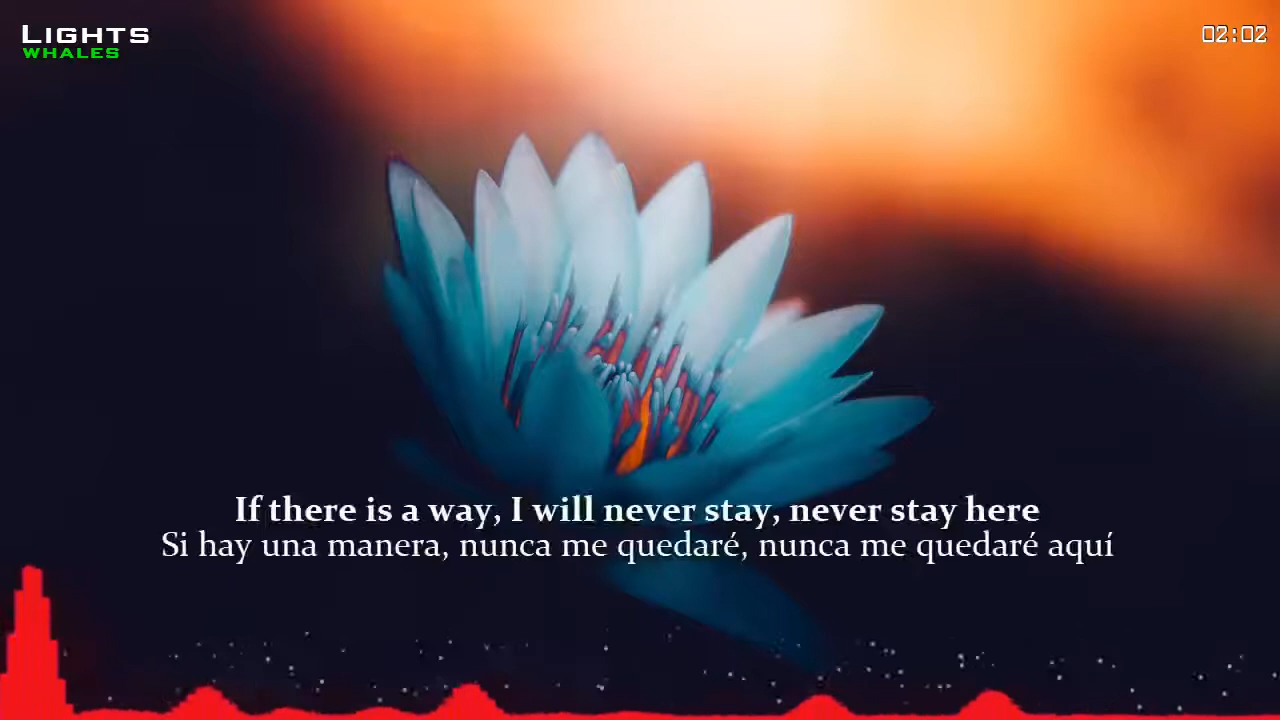 LIGHTS
WHALES
02:02
If there is a way, I will never stay, never stay here
Si hay una manera, nunca me quedaré, nunca me quedaré aquí